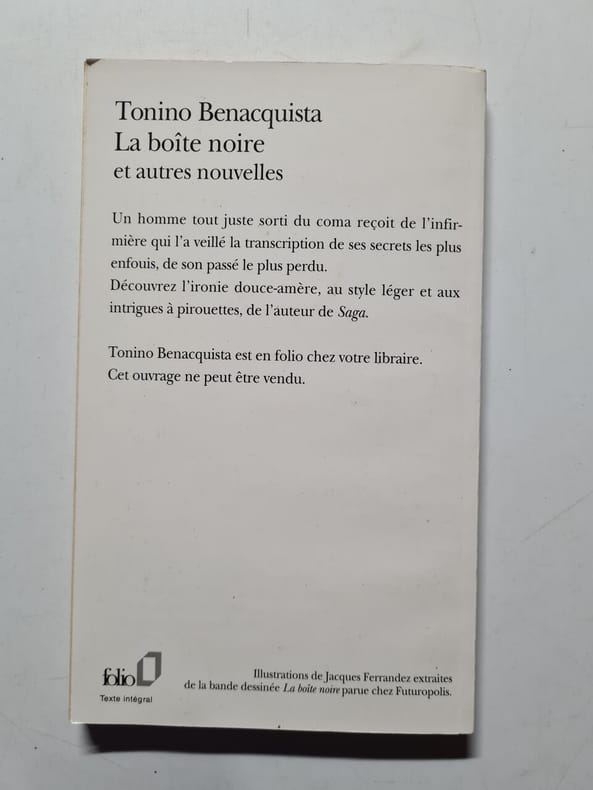 Tonino Benacquista
La boîte noire
et autres nouvelles
Un homme tout juste sorti du coma reçoit de l'infir-
mière qui l'a veillé la transcription de ses secrets les plus
enfouis, de son passé le plus perdu.
Découvrez l'ironie douce-amère, au style léger et aux
intrigues à pirouettes, de l'auteur de Saga.
Tonino Benacquista est en folio chez votre libraire.
Cet ouvrage ne peut être vendu.
folio
Texte intégral
Illustrations de Jacques Ferrandez extraites
de la bande dessinée La boîte noire parue chez Futuropolis.